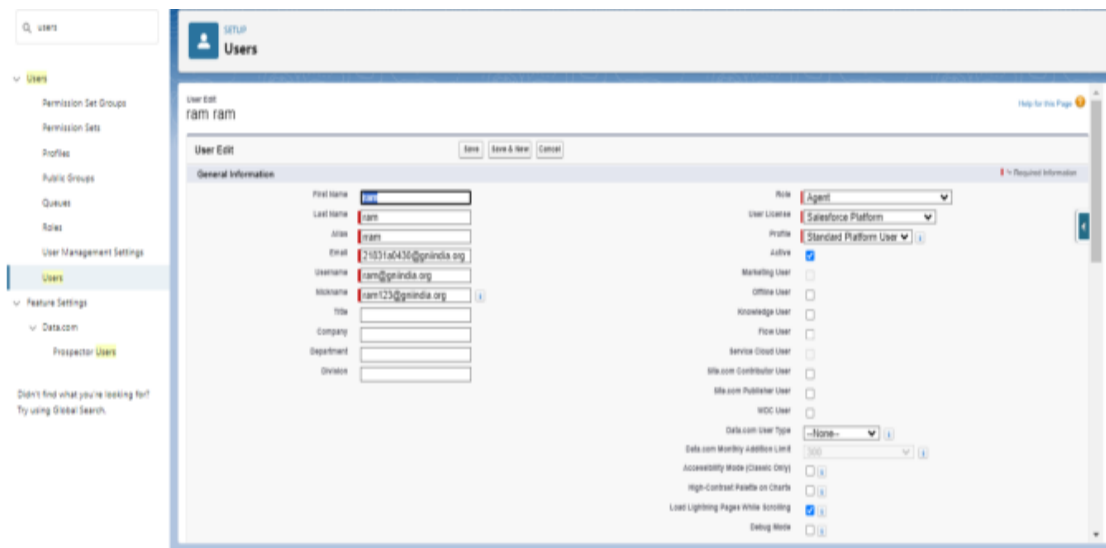 users
Users
Permission Set Groups
Permission Sets
Profiles
Public Groups
Queues
Roles
User Management Settings
Users
Feature Settings
Data.com
Prospector Users
Didn't find what you're looking for?
Try using Global Search.
SETUP
Users
User Edit
ram ram
Help for this Page
User Edit
Save Save & New Cancel
General Information
= Required Information
First Name ram
Last Name ram
Alias rram
Email 21831a0430@gniindia.org
Username ram@gniindia.org
Nickname ram123@gniindia.org
Title
Company
Department
Division
Role Agent
User License Salesforce Platform
Profile Standard Platform User
Active
Marketing User
Offline User
Knowledge User
Flow User
Service Cloud User
Site.com Contributor User
Site.com Publisher User
WDC User
Data.com User Type --None--
Data.com Monthly Addition Limit 300
Accessibility Mode (Classic Only)
High-Contrast Palette on Charts
Load Lightning Pages While Scrolling
Debug Mode